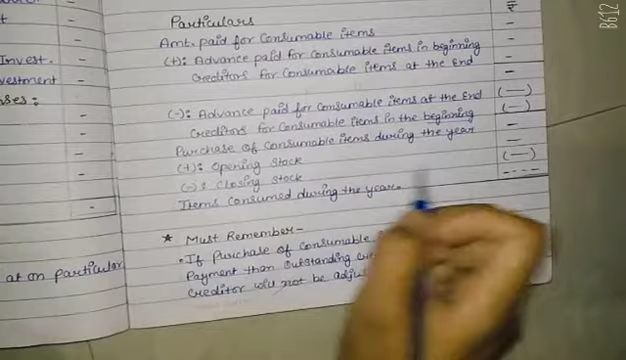 t
Invest.
vestment
ses:
at on particular
Particulars ₹
Amt. paid for Consumable items -
(+): Advance paid for Consumable items in beginning -
Creditors for Consumable items at the End -
(-): Advance paid for Consumable items at the End (—)
Creditors for Consumable items in the beginning (—)
Purchase of Consumable items during the year -
(+): Opening Stock -
(-): Closing Stock (—)
Items Consumed during the year. ----
* Must Remember-
• If Purchase of Consumable
Payment than outstanding
Creditor will not be adju
B612